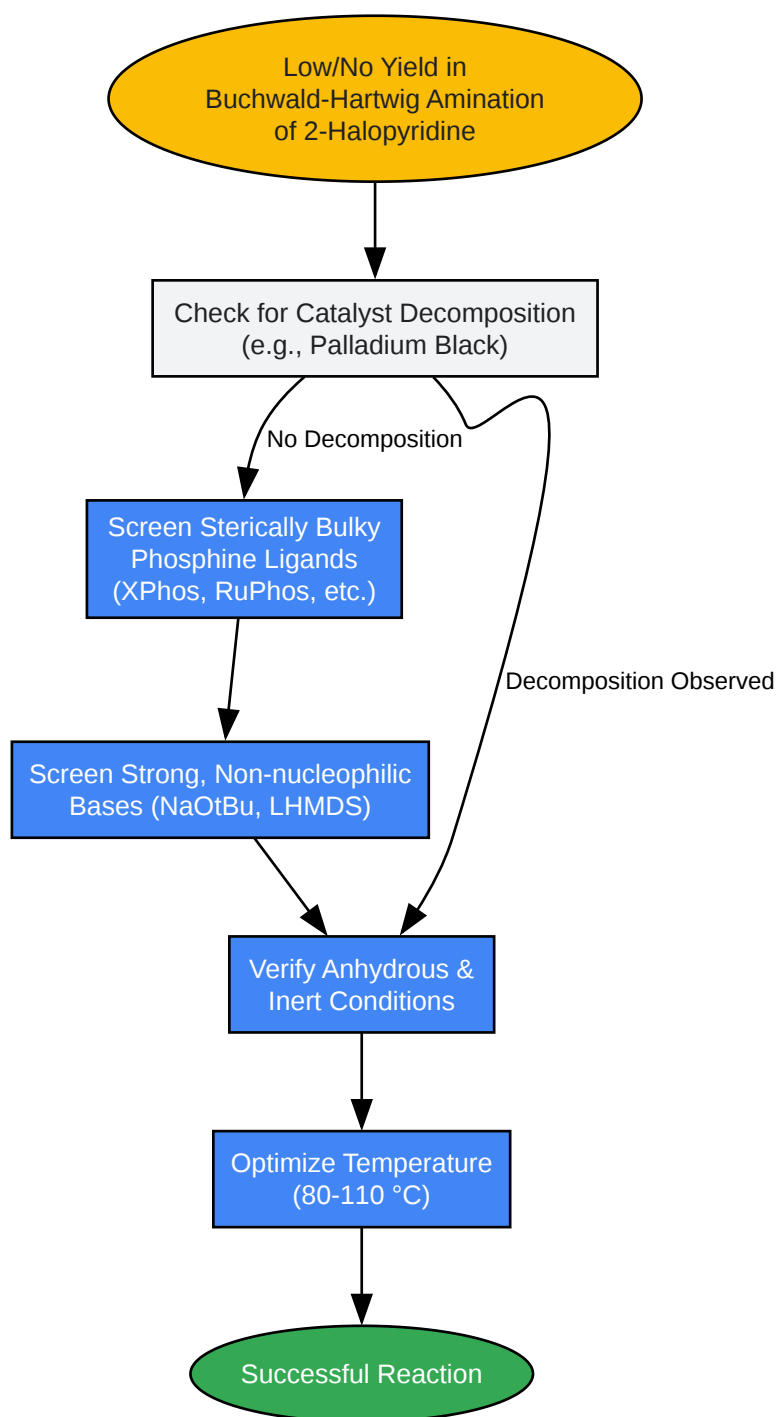 Low/No Yield in
Buchwald-Hartwig Amination
of 2-Halopyridine
Check for Catalyst Decomposition
(e.g., Palladium Black)
No Decomposition
Screen Sterically Bulky
Phosphine Ligands
(XPhos, RuPhos, etc.)
Decomposition Observed
Screen Strong, Non-nucleophilic
Bases (NaOtBu, LHMDS)
Verify Anhydrous &
Inert Conditions
Optimize Temperature
(80-110 °C)
Successful Reaction